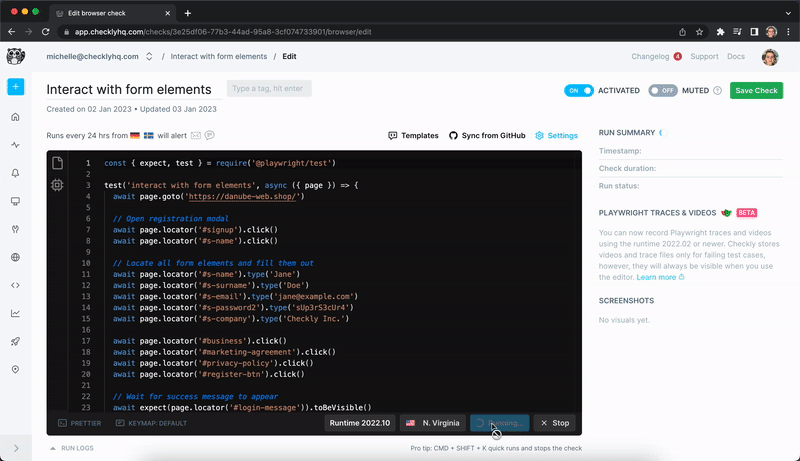 Edit browser check
app.checklyhq.com/checks/3e25df06-77b3-44ad-95a8-3cf074733901/browser/edit
michelle@checklyhq.com / Interact with form elements / Edit
Changelog 4 Support Docs
Interact with form elements
Type a tag, hit enter
ON ACTIVATED OFF MUTED Save Check
Created on 02 Jan 2023 • Updated 03 Jan 2023
Runs every 24 hrs from will alert
Templates Sync from GitHub Settings
1 const { expect, test } = require('@playwright/test')
2
3 test('interact with form elements', async ({ page }) => {
4 await page.goto('https://danube-web.shop/')
5
6 // Open registration modal
7 await page.locator('#signup').click()
8 await page.locator('#s-name').click()
9
10 // Locate all form elements and fill them out
11 await page.locator('#s-name').type('Jane')
12 await page.locator('#s-surname').type('Doe')
13 await page.locator('#s-email').type('jane@example.com')
14 await page.locator('#s-password2').type('sUp3rS3cUr4')
15 await page.locator('#s-company').type('Checkly Inc.')
16
17 await page.locator('#business').click()
18 await page.locator('#marketing-agreement').click()
19 await page.locator('#privacy-policy').click()
20 await page.locator('#register-btn').click()
21
22 // Wait for success message to appear
23 await expect(page.locator('#login-message')).toBeVisible()
PRETTIER KEYMAP: DEFAULT Runtime 2022.10 N. Virginia Running... Stop
RUN LOGS
Pro tip: CMD + SHIFT + K quick runs and stops the check
RUN SUMMARY
Timestamp:
Check duration:
Run status:
PLAYWRIGHT TRACES & VIDEOS BETA
You can now record Playwright traces and videos
using the runtime 2022.02 or newer. Checkly stores
videos and trace files only for failing test cases,
however, they will always be visible when you use
the editor. Learn more
SCREENSHOTS
No visuals yet.